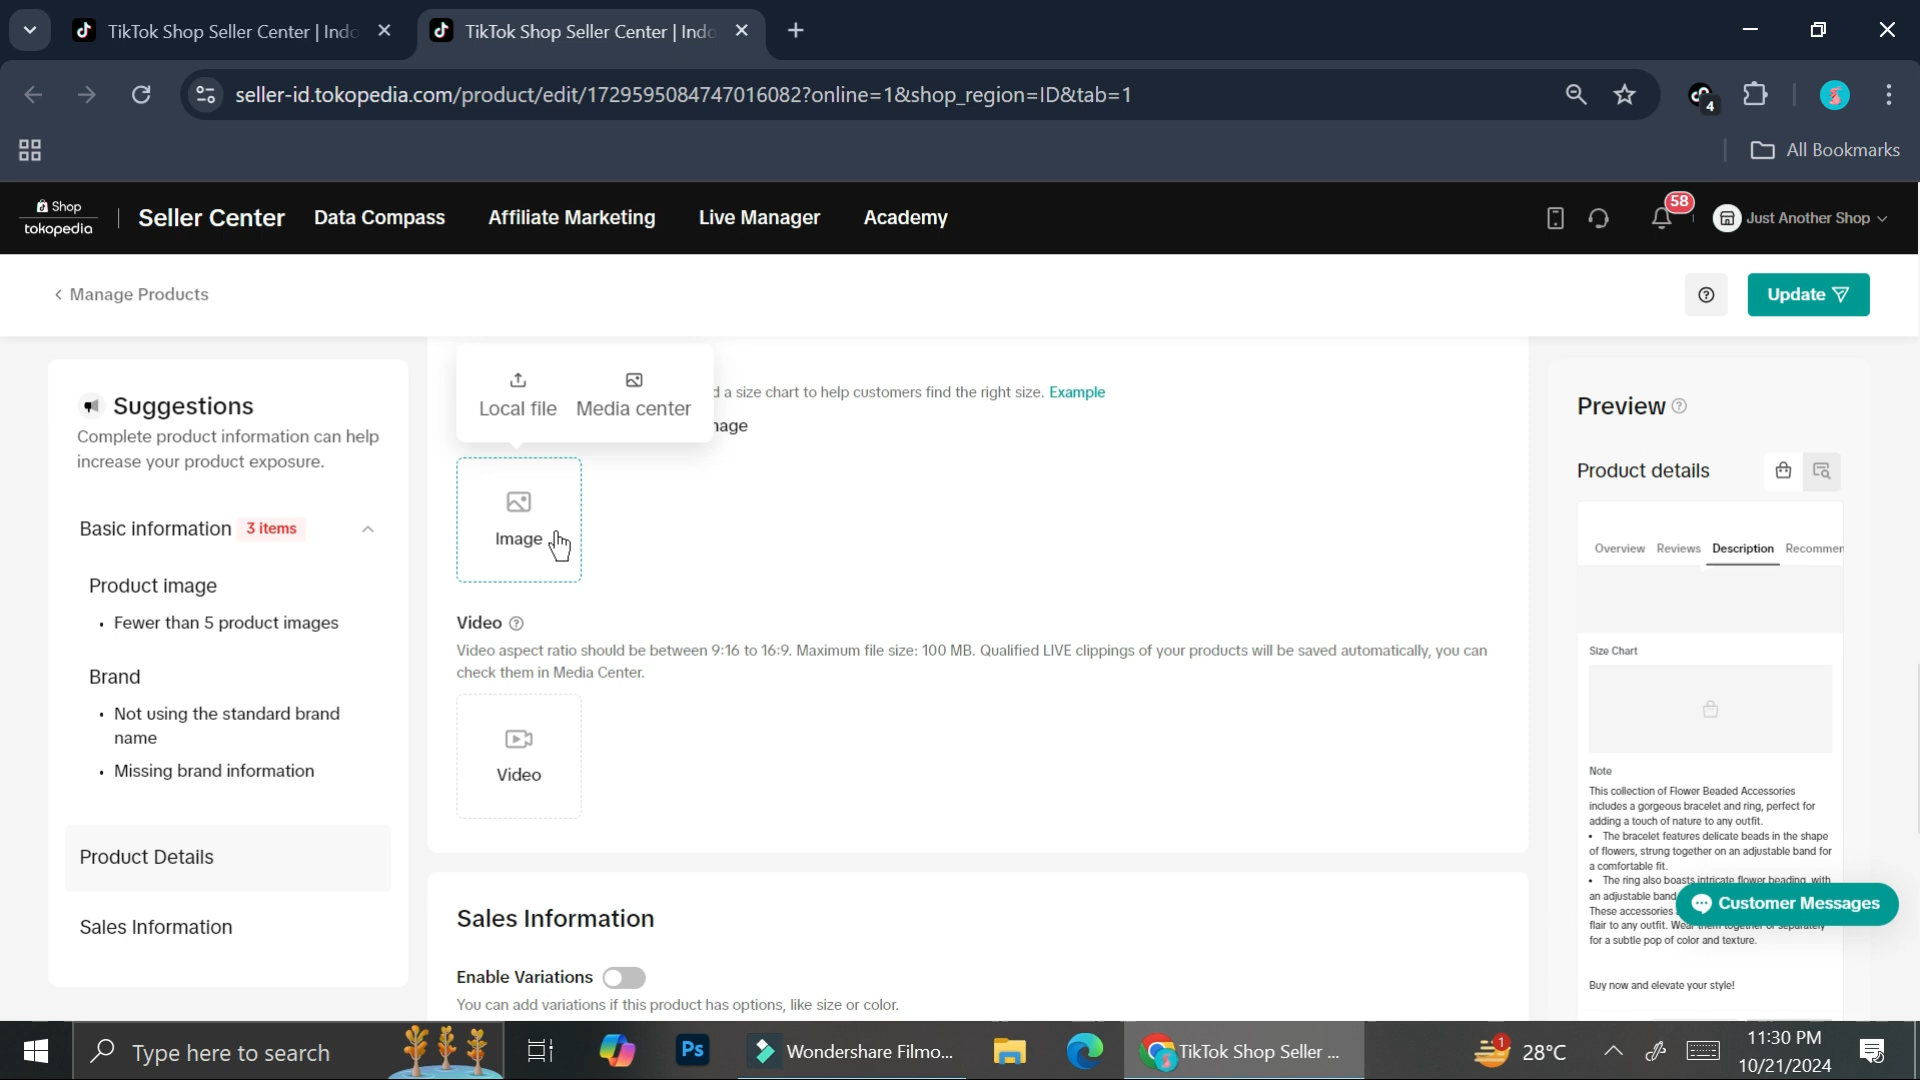 TikTok Shop Seller Center | Indo
TikTok Shop Seller Center | Indo
seller-id.tokopedia.com/product/edit/1729595084747016082?online=1&shop_region=ID&tab=1
4
All Bookmarks
Shop
tokopedia
Seller Center
Data Compass
Affiliate Marketing
Live Manager
Academy
58
Just Another Shop
Manage Products
Update
Suggestions
Complete product information can help
increase your product exposure.
Basic information 3 items
Product image
• Fewer than 5 product images
Brand
• Not using the standard brand
name
• Missing brand information
Product Details
Sales Information
Local file
Media center
d a size chart to help customers find the right size. Example
nage
Image
Video
Video aspect ratio should be between 9:16 to 16:9. Maximum file size: 100 MB. Qualified LIVE clippings of your products will be saved automatically, you can
check them in Media Center.
Video
Sales Information
Enable Variations
You can add variations if this product has options, like size or color.
Preview
Product details
Overview Reviews Description Recommen
Size Chart
Note
This collection of Flower Beaded Accessories
includes a gorgeous bracelet and ring, perfect for
adding a touch of nature to any outfit.
• The bracelet features delicate beads in the shape
of flowers, strung together on an adjustable band for
a comfortable fit.
• The ring also boasts intricate flower beading, with
an adjustable band
These accessories
flair to any outfit. Wear them together or separately
for a subtle pop of color and texture.
Buy now and elevate your style!
Customer Messages
Type here to search
Ps
Wondershare Filmo...
TikTok Shop Seller ...
1
28°C
11:30 PM
10/21/2024